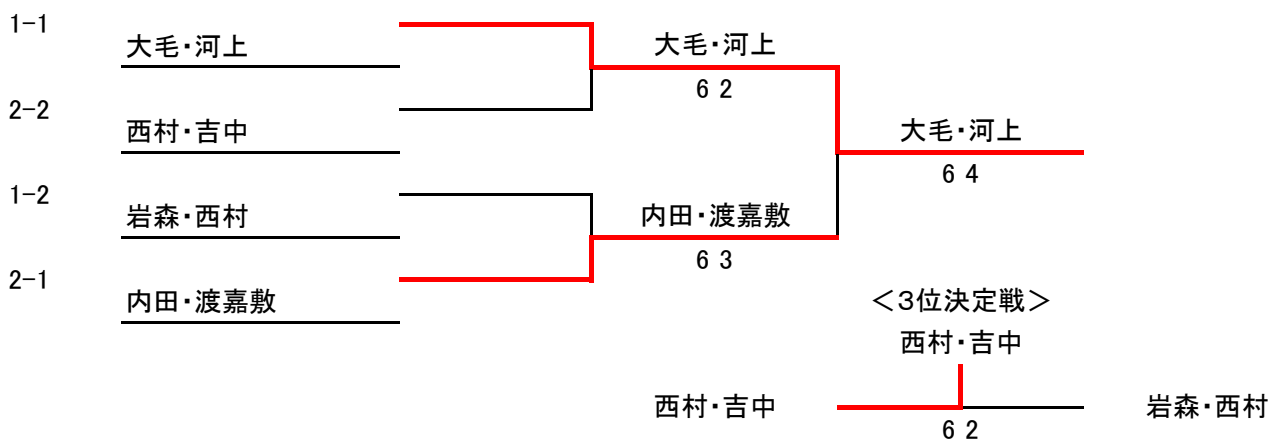 1-1
大毛・河上
大毛・河上
6 2
2-2
西村・吉中
大毛・河上
6 4
1-2
岩森・西村
内田・渡嘉敷
6 3
2-1
内田・渡嘉敷
＜3位決定戦＞
西村・吉中
西村・吉中
岩森・西村
6 2